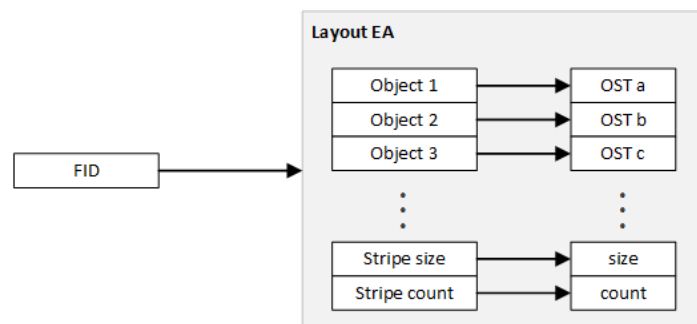 Layout EA
Object 1 OST a
Object 2 OST b
Object 3 OST c
FID
Stripe size size
Stripe count count